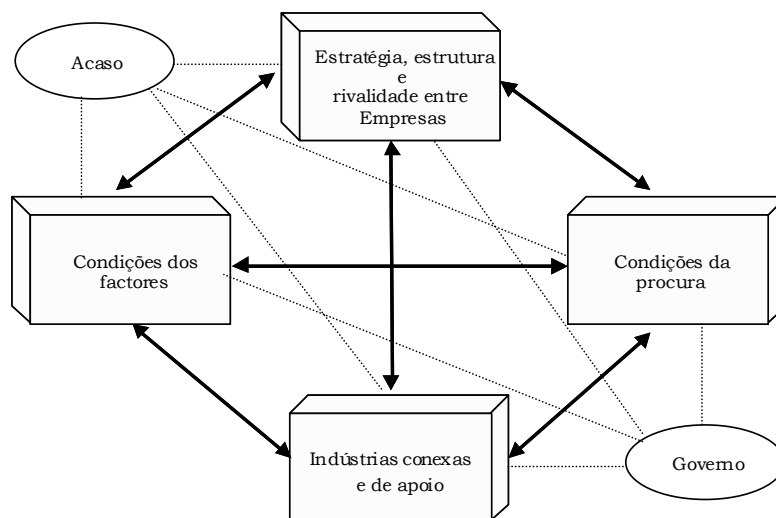 Acaso
Estratégia, estrutura
e
rivalidade entre
Empresas
Condições dos
factores
Condições da
procura
Indústrias conexas
e de apoio
Governo